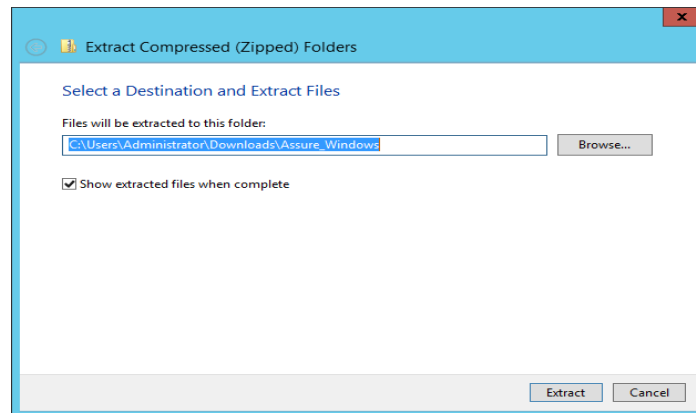 Extract Compressed (Zipped) Folders
Select a Destination and Extract Files
Files will be extracted to this folder:
C:\Users\Administrator\Downloads\Assure_Windows
Browse...
Show extracted files when complete
Extract
Cancel